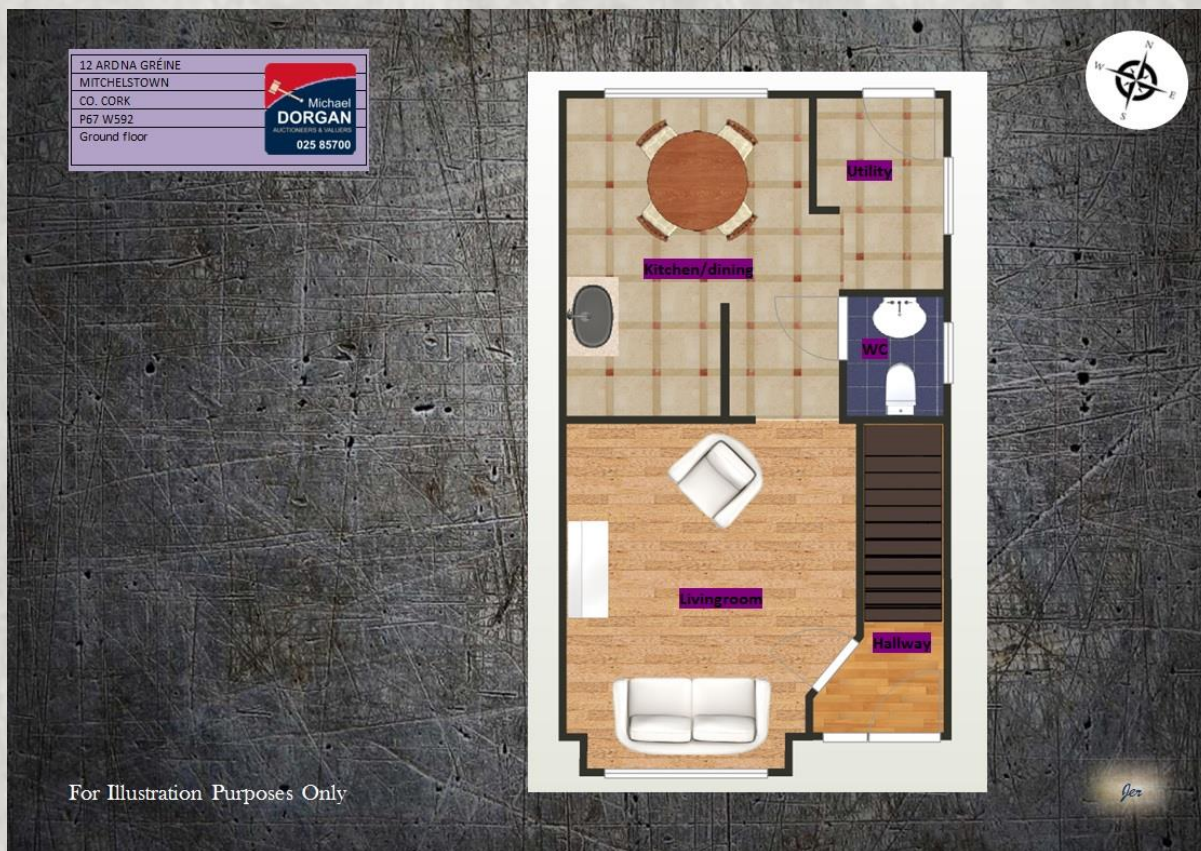 12 ARDNA GRÉINE
MITCHELSTOWN
CO. CORK
P67 W592
Ground floor
Michael
DORGAN
AUCTIONEERS & VALUERS
025 85700
N
W
E
S
Utility
Kitchen/dining
WC
Livingroom
Hallway
For Illustration Purposes Only
Jer